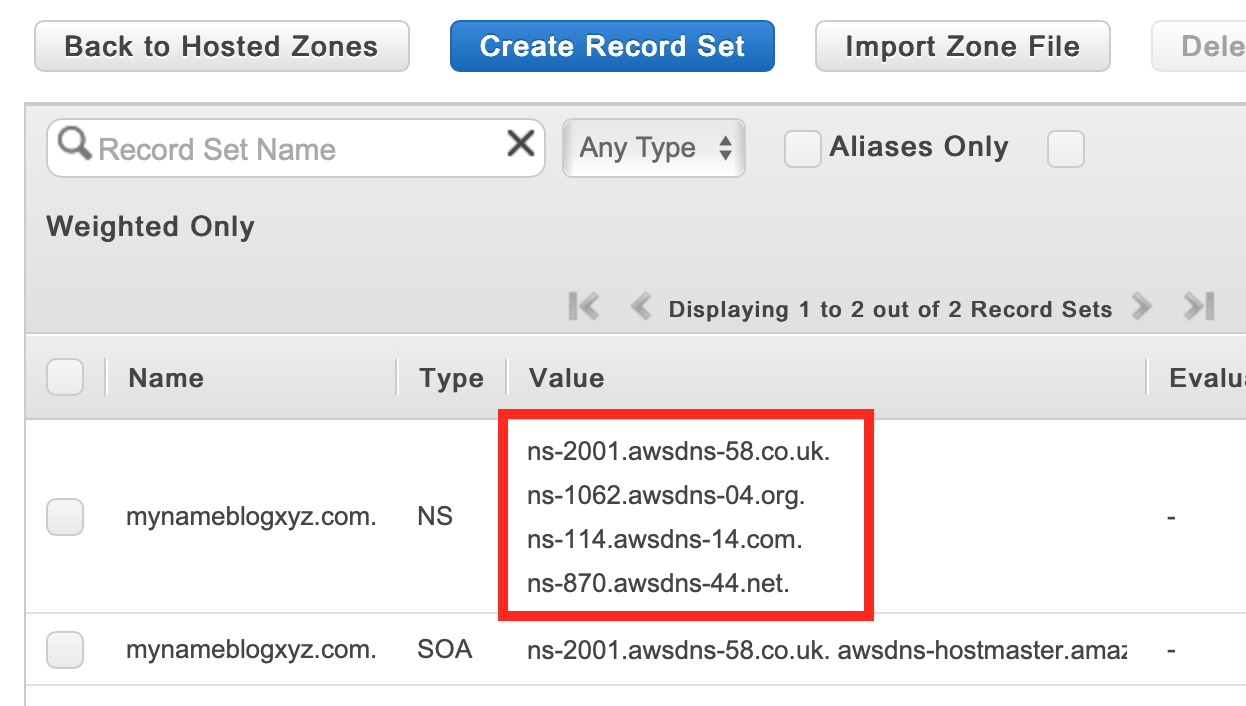 Back to Hosted Zones Create Record Set Import Zone File
Record Set Name Any Type Aliases Only
Weighted Only
Displaying 1 to 2 out of 2 Record Sets
Name Type Value
ns-2001.awsdns-58.co.uk.
ns-1062.awsdns-04.org.
mynameblogxyz.com. NS -
ns-114.awsdns-14.com.
ns-870.awsdns-44.net.
mynameblogxyz.com. SOA ns-2001.awsdns-58.co.uk. awsdns-hostmaster.amaz -